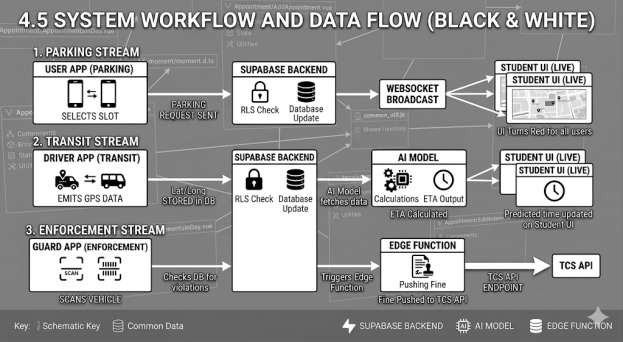 4.5 SYSTEM WORKFLOW AND DATA FLOW (BLACK & WHITE)
1. PARKING STREAM
USER APP (PARKING)
SELECTS SLOT
PARKING
REQUEST SENT
SUPABASE BACKEND
RLS Check
Database
Update
WEBSOCKET
BROADCAST
STUDENT UI (LIVE)
STUDENT UI (LIVE)
UI Turns Red for all users
2. TRANSIT STREAM
DRIVER APP (TRANSIT)
EMITS GPS DATA
Lat/Long
STORED in DB
SUPABASE BACKEND
RLS Check
Database
Update
AI Model
fetches data
AI MODEL
Calculations
ETA Output
ETA Calculated
STUDENT UI (LIVE)
STUDENT UI (LIVE)
Predicted time updated
on Student UI
3. ENFORCEMENT STREAM
GUARD APP (ENFORCEMENT)
SCAN
SCANS VEHICLE
Checks DB for
violations
Triggers Edge
Function
EDGE FUNCTION
Pushing Fine
Fine Pushed to TCS API
TCS API
ENDPOINT
TCS API
Key:
Schematic Key
Common Data
SUPABASE BACKEND
AI
AI MODEL
EDGE FUNCTION